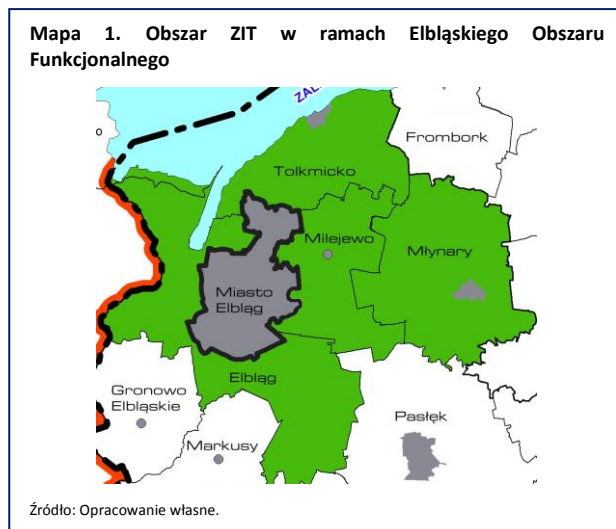 Mapa 1. Obszar ZIT w ramach Elbląskiego Obszaru
Funkcjonalnego
Frombork
Tolkmicko
Milejewo
Młynary
Miasto
Elbląg
Elbląg
Gronowo
Elbląskie
Pasłęk
Markusy
Źródło: Opracowanie własne.